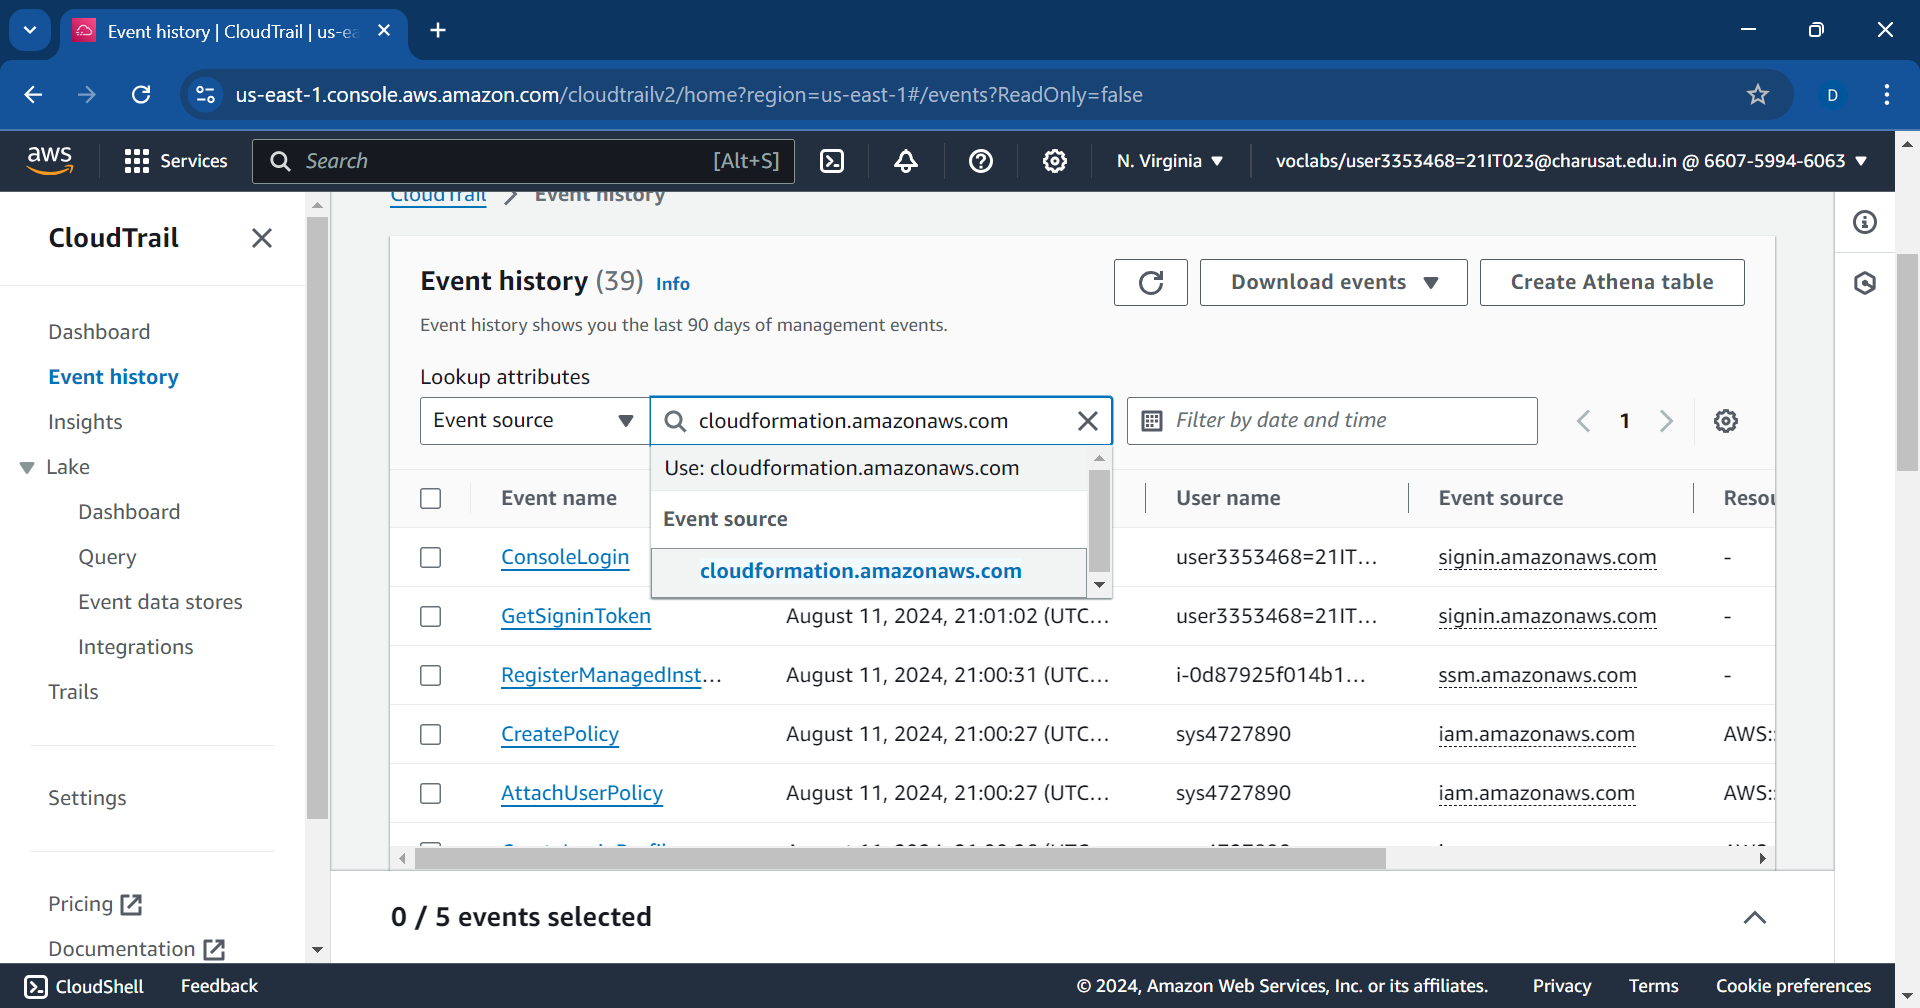 Event history | CloudTrail | us-ea
us-east-1.console.aws.amazon.com/cloudtrailv2/home?region=us-east-1#/events?ReadOnly=false
D
aws
Services
Search
[Alt+S]
N. Virginia
voclabs/user3353468=21IT023@charusat.edu.in @ 6607-5994-6063
CloudTrail
Dashboard
Event history
Insights
Lake
Dashboard
Query
Event data stores
Integrations
Trails
Settings
Pricing
Documentation
CloudTrail > Event history
Event history (39) Info
Download events
Create Athena table
Event history shows you the last 90 days of management events.
Lookup attributes
Event source
cloudformation.amazonaws.com
Filter by date and time
1
Use: cloudformation.amazonaws.com
Event source
cloudformation.amazonaws.com
Event name User name Event source Resou
ConsoleLogin user3353468=21IT... signin.amazonaws.com -
GetSigninToken August 11, 2024, 21:01:02 (UTC... user3353468=21IT... signin.amazonaws.com -
RegisterManagedInst... August 11, 2024, 21:00:31 (UTC... i-0d87925f014b1... ssm.amazonaws.com -
CreatePolicy August 11, 2024, 21:00:27 (UTC... sys4727890 iam.amazonaws.com AWS::
AttachUserPolicy August 11, 2024, 21:00:27 (UTC... sys4727890 iam.amazonaws.com AWS::
0 / 5 events selected
CloudShell
Feedback
© 2024, Amazon Web Services, Inc. or its affiliates.
Privacy
Terms
Cookie preferences